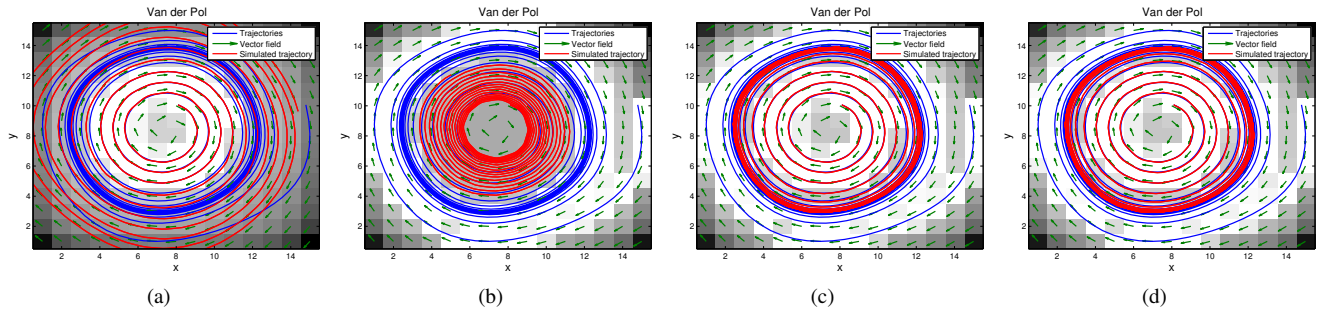 Van der Pol
Trajectories
Vector field
Simulated trajectory
14
12
10
8
6
4
2
y
2 4 6 8 10 12 14
x
(a)
Van der Pol
Trajectories
Vector field
Simulated trajectory
14
12
10
8
6
4
2
y
2 4 6 8 10 12 14
x
(b)
Van der Pol
Trajectories
Vector field
Simulated trajectory
14
12
10
8
6
4
2
y
2 4 6 8 10 12 14
x
(c)
Van der Pol
Trajectories
Vector field
Simulated trajectory
14
12
10
8
6
4
2
y
2 4 6 8 10 12 14
x
(d)